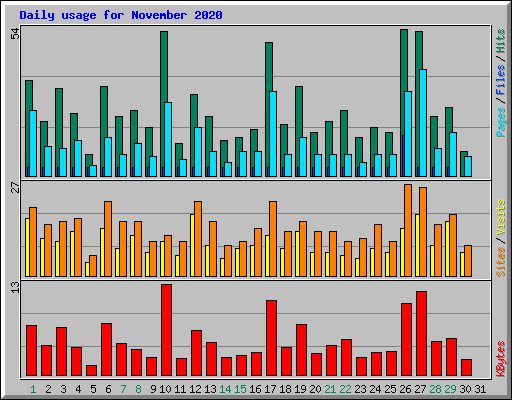 Daily usage for November 2020
54
Pages / Files / Hits
27
Sites / Visits
13
KBytes
1 2 3 4 5 6 7 8 9 10 11 12 13 14 15 16 17 18 19 20 21 22 23 24 25 26 27 28 29 30 31